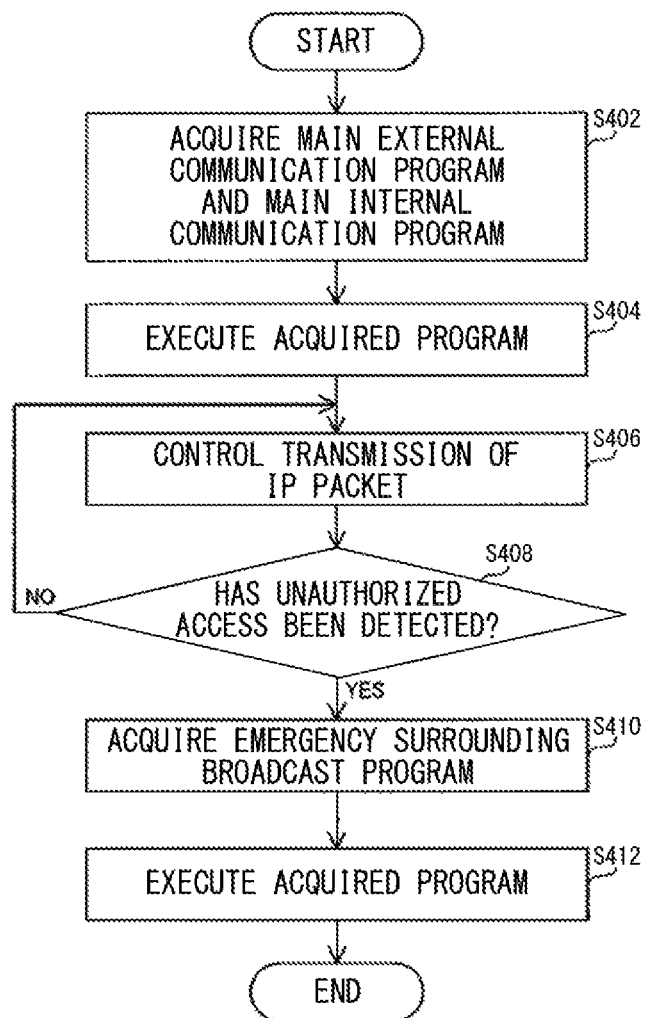 START
S402
ACQUIRE MAIN EXTERNAL
COMMUNICATION PROGRAM
AND MAIN INTERNAL
COMMUNICATION PROGRAM
S404
EXECUTE ACQUIRED PROGRAM
S406
CONTROL TRANSMISSION OF
IP PACKET
S408
HAS UNAUTHORIZED
ACCESS BEEN DETECTED?
NO
YES
S410
ACQUIRE EMERGENCY SURROUNDING
BROADCAST PROGRAM
S412
EXECUTE ACQUIRED PROGRAM
END